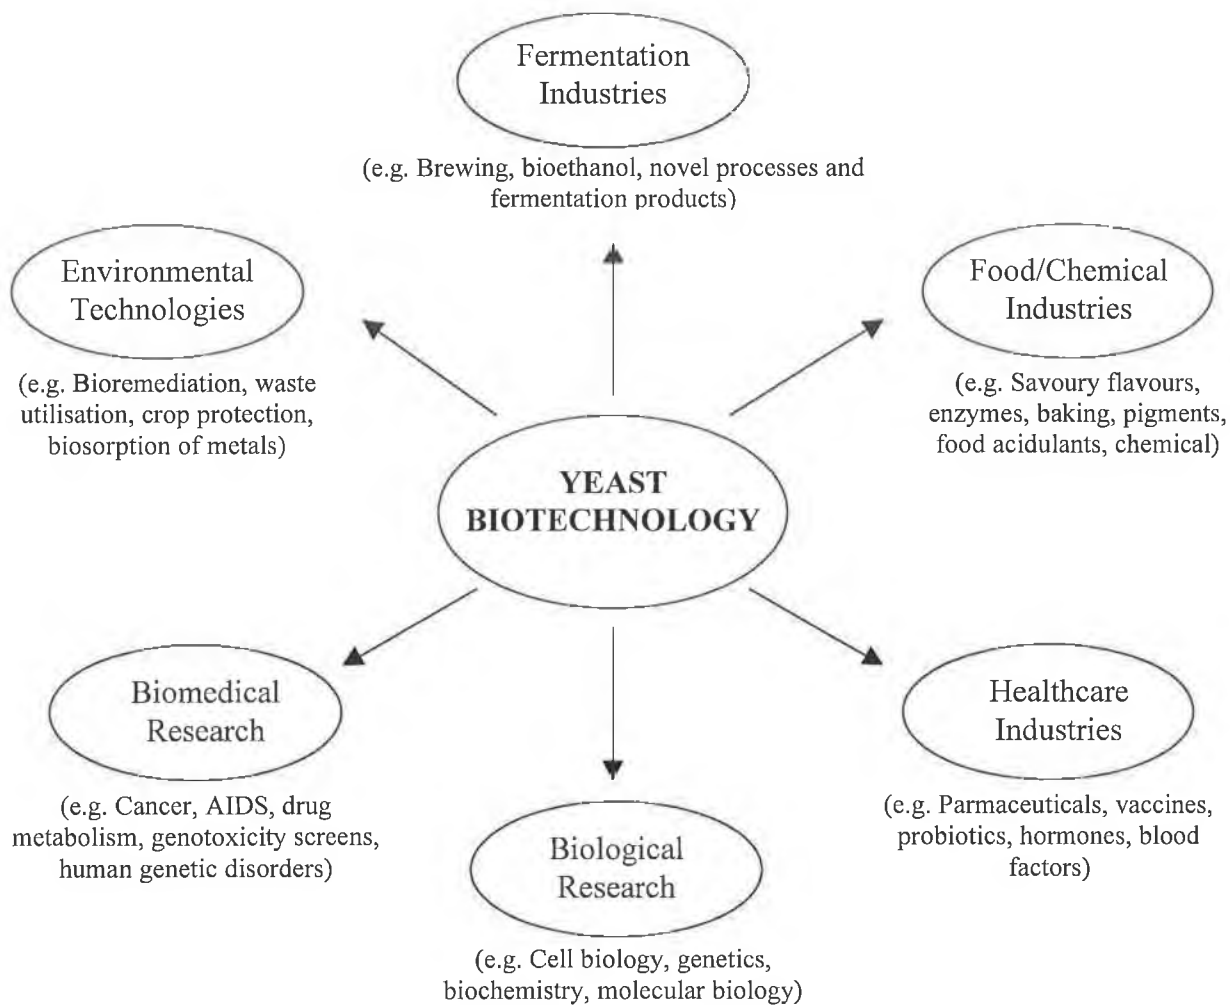 Fermentation
Industries
(e.g. Brewing, bioethanol, novel processes and
fermentation products)
Environmental
Technologies
(e.g. Bioremediation, waste
utilisation, crop protection,
biosorption of metals)
Food/Chemical
Industries
(e.g. Savoury flavours,
enzymes, baking, pigments,
food acidulants, chemical)
YEAST
BIOTECHNOLOGY
Biomedical
Research
(e.g. Cancer, AIDS, drug
metabolism, genotoxicity screens,
human genetic disorders)
Healthcare
Industries
(e.g. Parmaceuticals, vaccines,
probiotics, hormones, blood
factors)
Biological
Research
(e.g. Cell biology, genetics,
biochemistry, molecular biology)